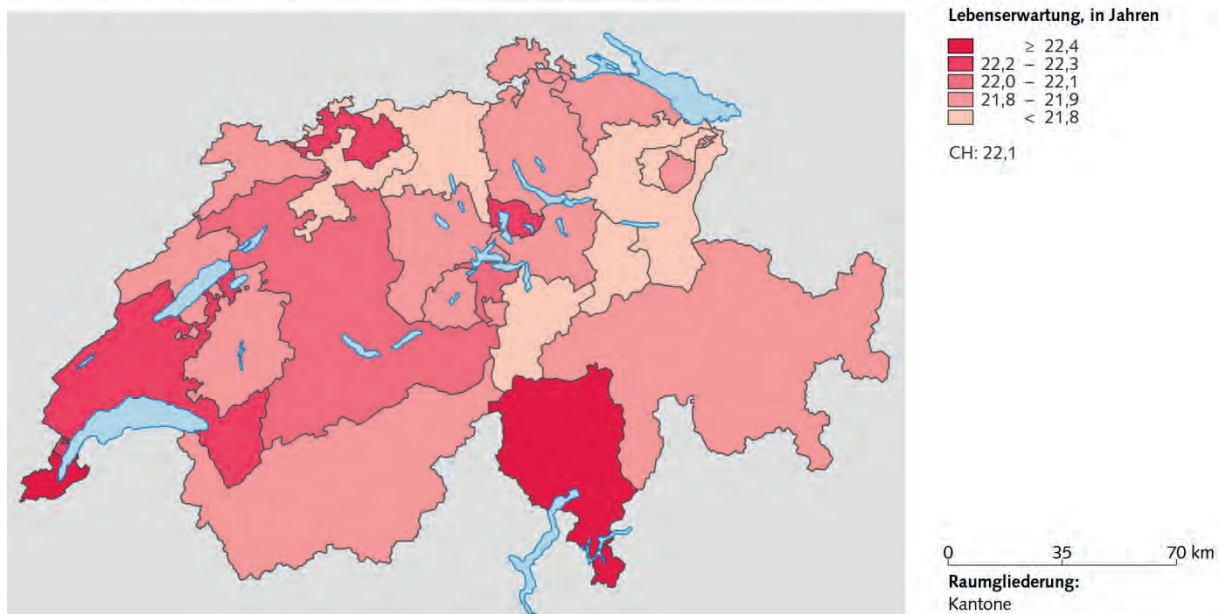 Lebenserwartung, in Jahren
≥ 22,4
22,2 – 22,3
22,0 – 22,1
21,8 – 21,9
< 21,8
CH: 22,1
0 35 70 km
Raumgliederung:
Kantone